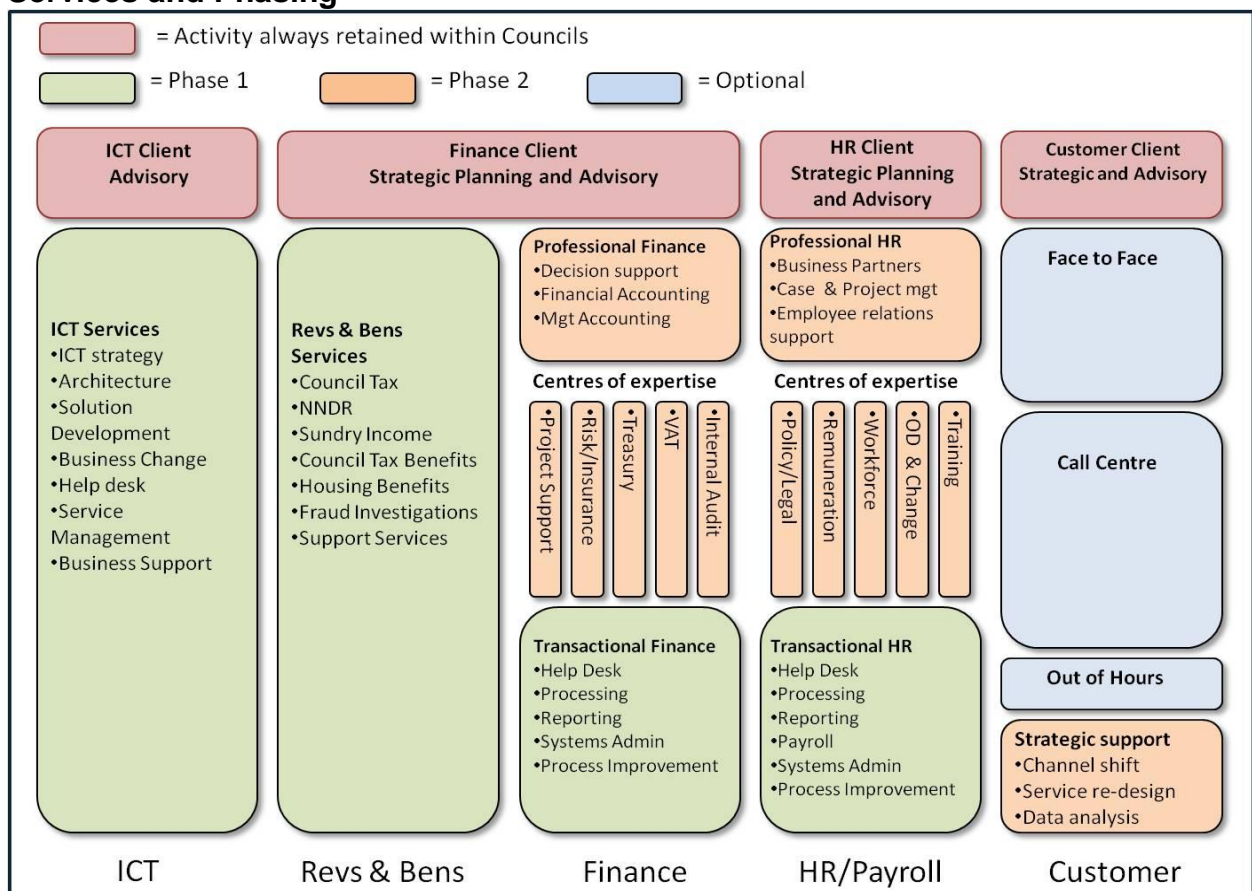 Services and Phasing
= Activity always retained within Councils
= Phase 1
= Phase 2
= Optional
ICT Client
Advisory
Finance Client
Strategic Planning and Advisory
HR Client
Strategic Planning
and Advisory
Customer Client
Strategic and Advisory
ICT Services
•ICT strategy
•Architecture
•Solution
Development
•Business Change
•Help desk
•Service
Management
•Business Support
Revs & Bens
Services
•Council Tax
•NNDR
•Sundry Income
•Council Tax Benefits
•Housing Benefits
•Fraud Investigations
•Support Services
Professional Finance
•Decision support
•Financial Accounting
•Mgt Accounting
Centres of expertise
•Project Support
•Risk/Insurance
•Treasury
•VAT
•Internal Audit
Transactional Finance
•Help Desk
•Processing
•Reporting
•Systems Admin
•Process Improvement
Professional HR
•Business Partners
•Case & Project mgt
•Employee relations
support
Centres of expertise
•Policy/Legal
•Remuneration
•Workforce
•OD & Change
•Training
Transactional HR
•Help Desk
•Processing
•Reporting
•Payroll
•Systems Admin
•Process Improvement
Face to Face
Call Centre
Out of Hours
Strategic support
•Channel shift
•Service re-design
•Data analysis
ICT
Revs & Bens
Finance
HR/Payroll
Customer